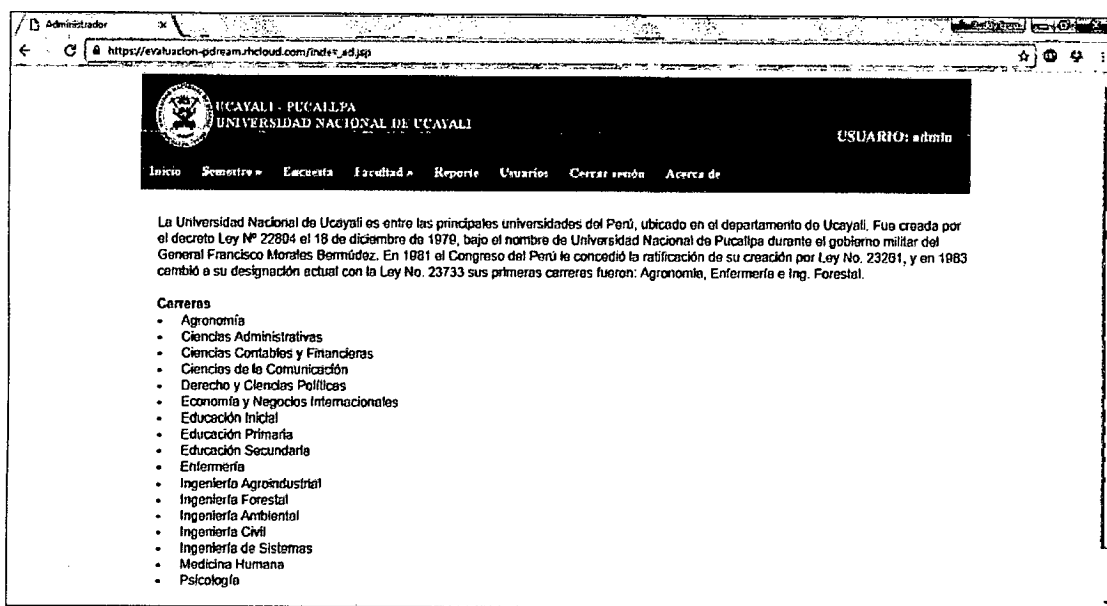 Administrador
https://evaluacion-pdream.rhcloud.com/index_ad.jsp
UCAYALI - PUCALLPA
UNIVERSIDAD NACIONAL DE UCAYALI
USUARIO: admin
Inicio Semestre » Encuesta Facultad » Reporte Usuarios Cerrar sesión Acerca de
La Universidad Nacional de Ucayali es entre las principales universidades del Perú, ubicado en el departamento de Ucayali. Fue creada por
el decreto Ley Nº 22804 el 18 de diciembre de 1979, bajo el nombre de Universidad Nacional de Pucallpa durante el gobierno militar del
General Francisco Morales Bermúdez. En 1981 el Congreso del Perú le concedió la ratificación de su creación por Ley No. 23261, y en 1983
cambió a su designación actual con la Ley No. 23733 sus primeras carreras fueron: Agronomía, Enfermería e Ing. Forestal.
Carreras
• Agronomía
• Ciencias Administrativas
• Ciencias Contables y Financieras
• Ciencias de la Comunicación
• Derecho y Ciencias Políticas
• Economía y Negocios Internacionales
• Educación Inicial
• Educación Primaria
• Educación Secundaria
• Enfermería
• Ingeniería Agroindustrial
• Ingeniería Forestal
• Ingeniería Ambiental
• Ingeniería Civil
• Ingeniería de Sistemas
• Medicina Humana
• Psicología